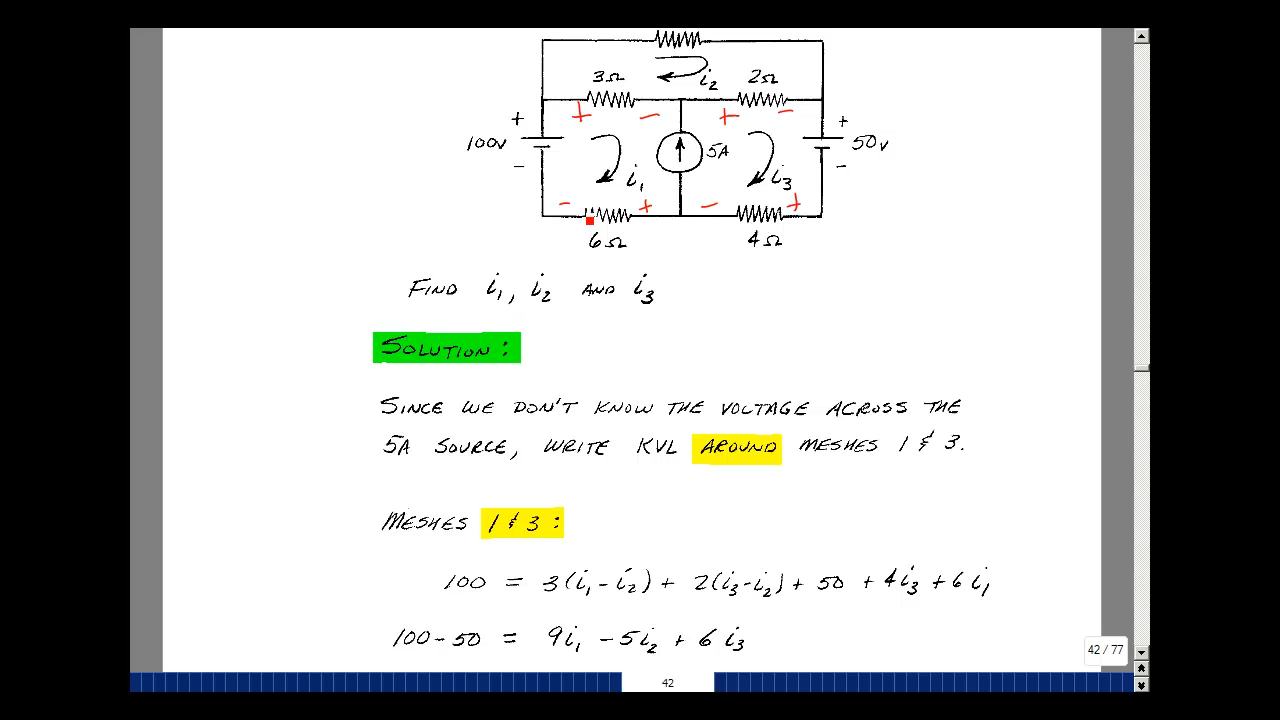 3Ω i₂ 2Ω
+ − + −
+ +
100V 5A 50V
− −
i₁ i₃
− + − +
6Ω 4Ω
FIND i₁, i₂ AND i₃
SOLUTION:
SINCE WE DON'T KNOW THE VOLTAGE ACROSS THE
5A SOURCE, WRITE KVL AROUND MESHES 1 & 3.
MESHES 1 & 3:
100 = 3(i₁ - i₂) + 2(i₃-i₂) + 50 + 4i₃ + 6i₁
100 - 50 = 9i₁ - 5i₂ + 6i₃
42 / 77
42